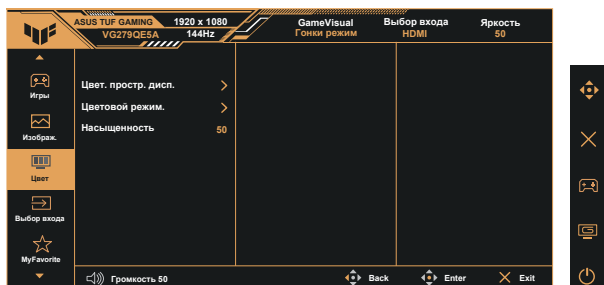 ASUS TUF GAMING 1920 x 1080 GameVisual Выбор входа Яркость
VG279QE5A 144Hz Гонки режим HDMI 50
Игры
Изображ.
Цвет
Выбор входа
MyFavorite
Цвет. простр. дисп.
Цветовой режим.
Насыщенность 50
Громкость 50 Back Enter Exit